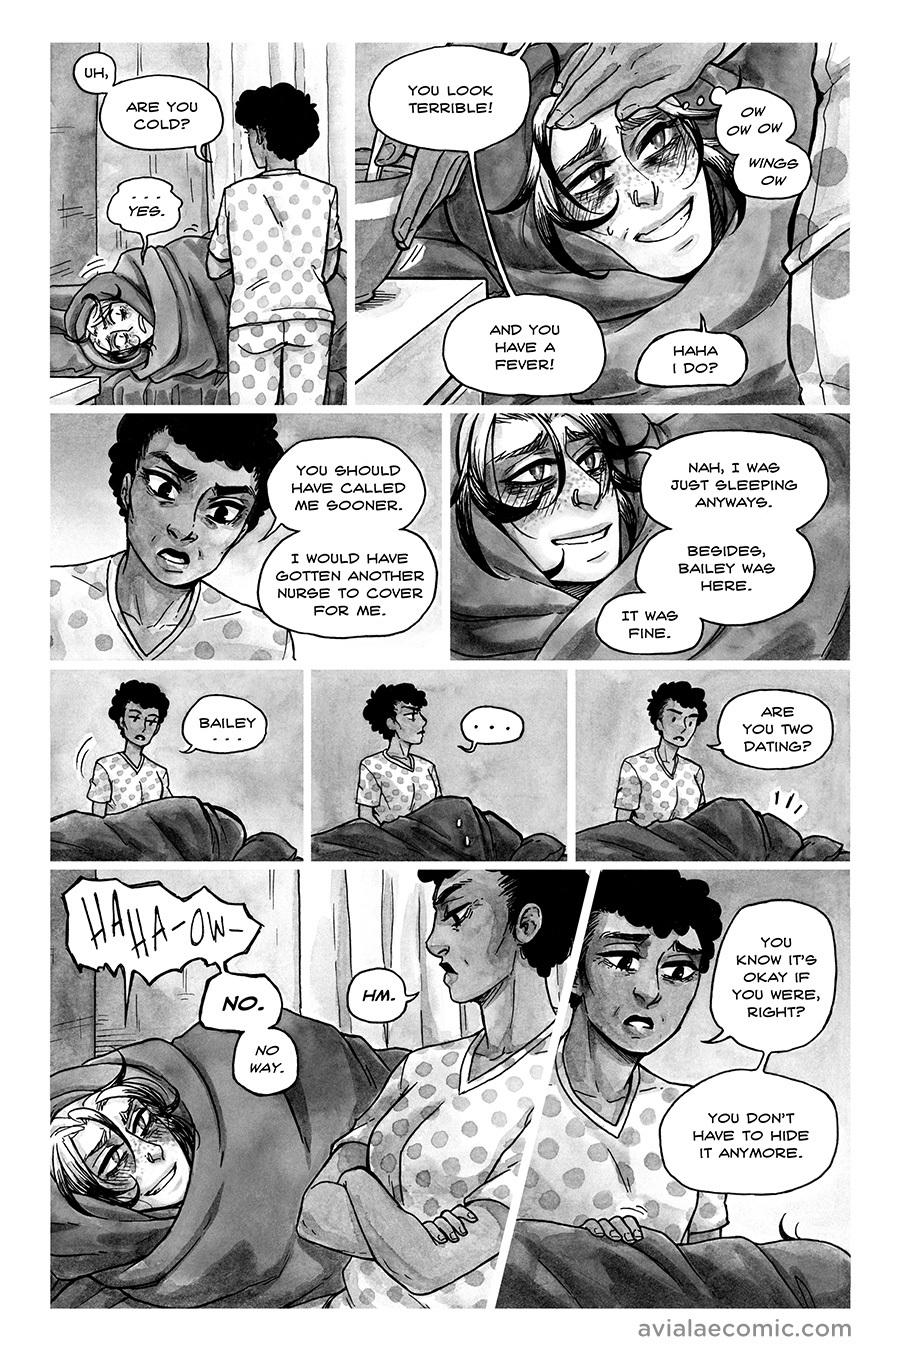 UH,
ARE YOU
COLD?
....
YES.
YOU LOOK
TERRIBLE!
OW
OW OW
WINGS
OW
AND YOU
HAVE A
FEVER!
HAHA
I DO?
YOU SHOULD
HAVE CALLED
ME SOONER.
I WOULD HAVE
GOTTEN ANOTHER
NURSE TO COVER
FOR ME.
NAH, I WAS
JUST SLEEPING
ANYWAYS.
BESIDES,
BAILEY WAS
HERE.
IT WAS
FINE.
BAILEY
...
...
ARE
YOU TWO
DATING?
HAHA-OW-
NO.
NO
WAY.
HM.
YOU
KNOW IT'S
OKAY IF
YOU WERE,
RIGHT?
YOU DON'T
HAVE TO HIDE
IT ANYMORE.
avialaecomic.com